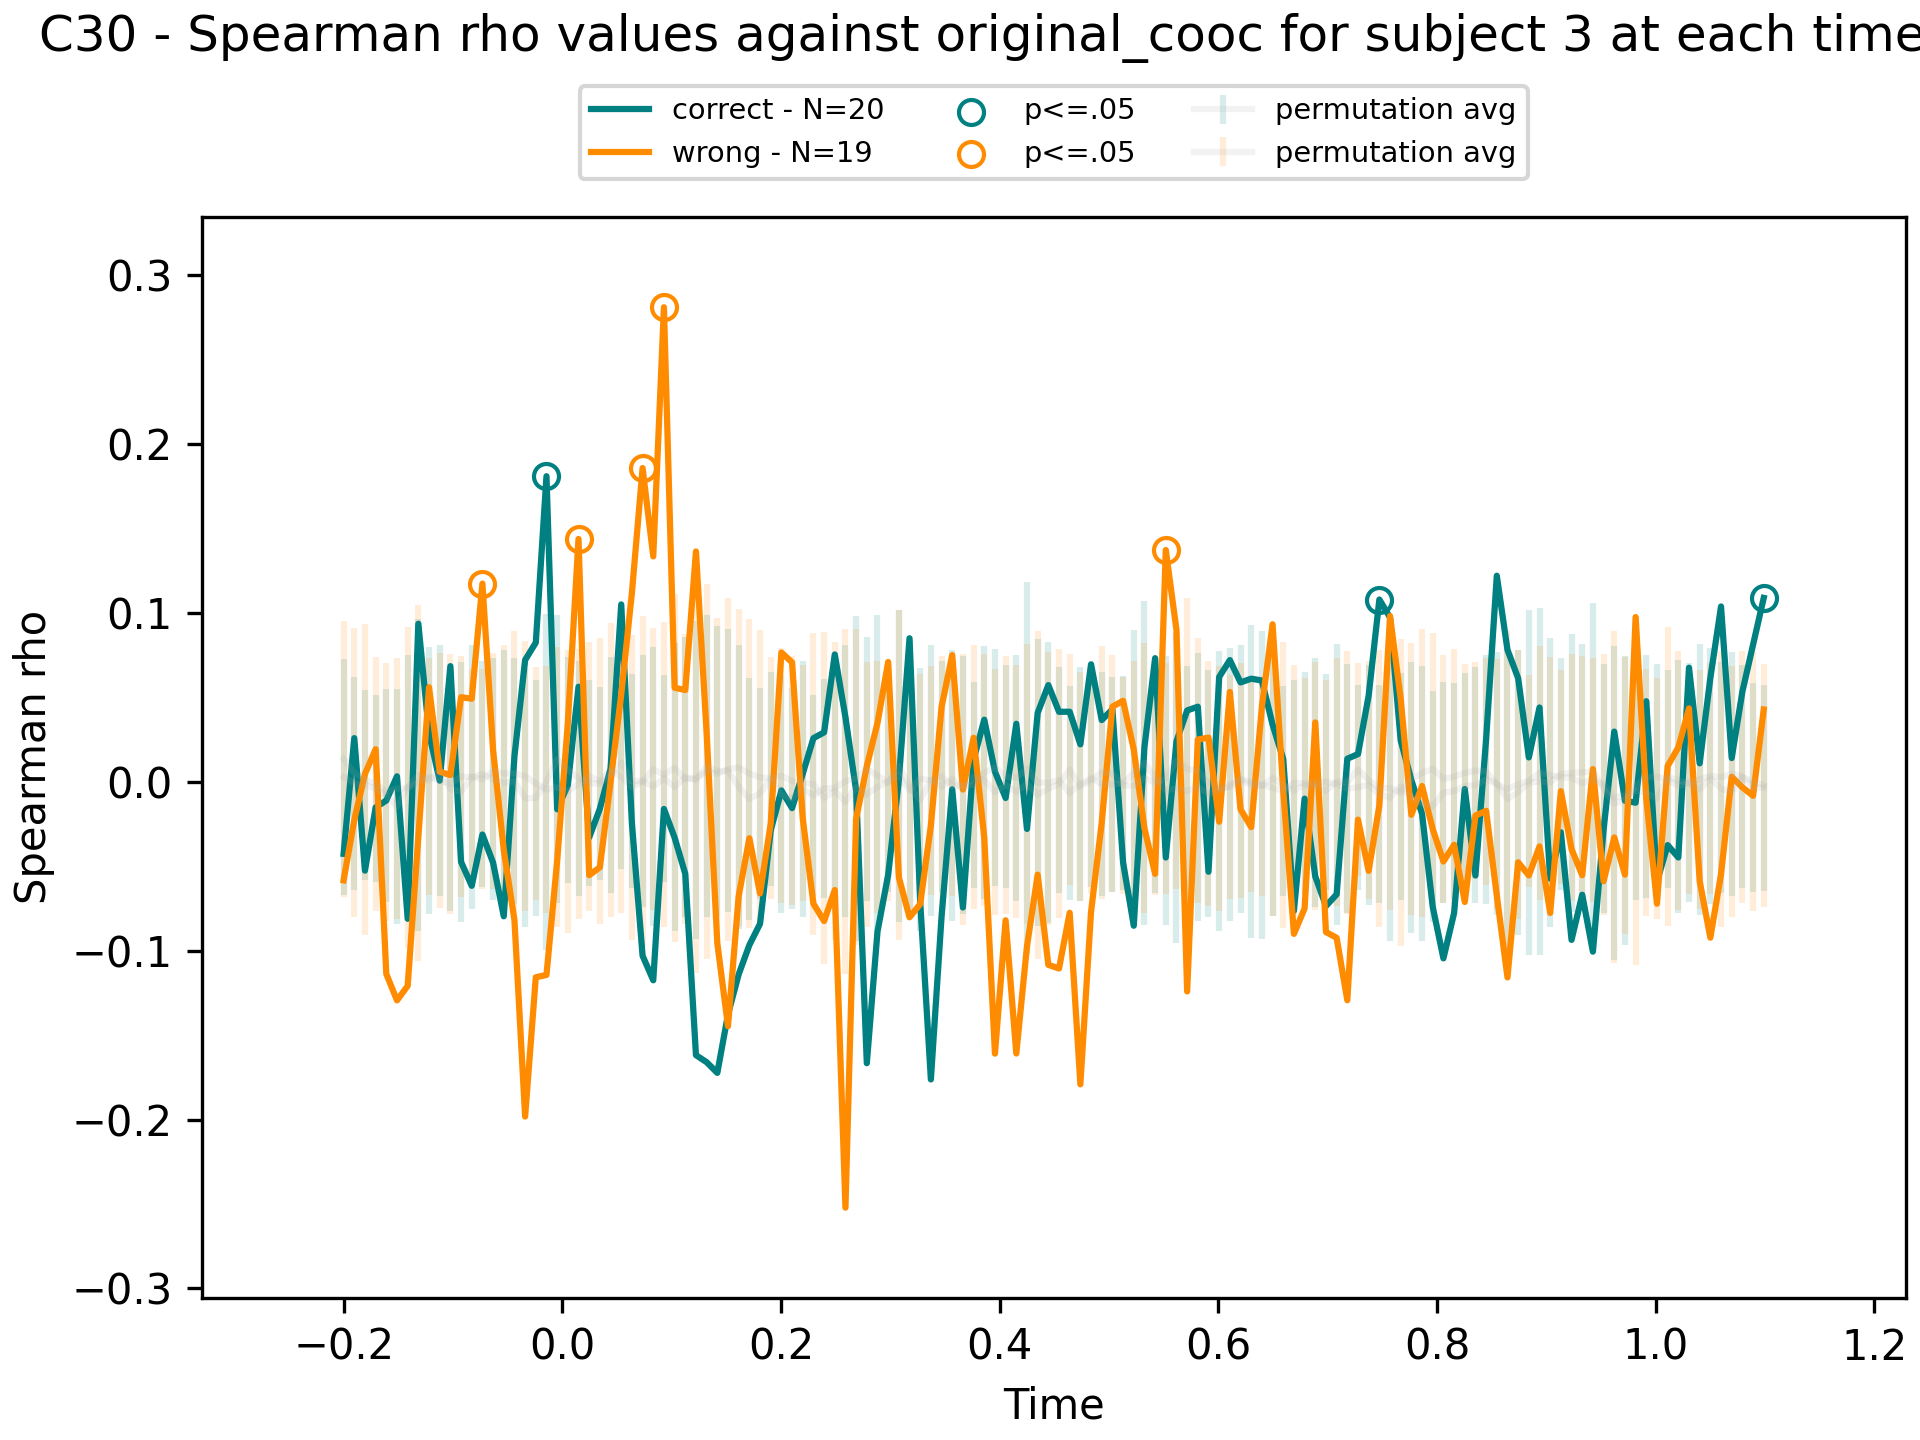 C30 - Spearman rho values against original_cooc for subject 3 at each time
correct - N=20
wrong - N=19
p<=.05
p<=.05
permutation avg
permutation avg
Spearman rho
0.3
0.2
0.1
0.0
−0.1
−0.2
−0.3
−0.2
0.0
0.2
0.4
0.6
0.8
1.0
1.2
Time